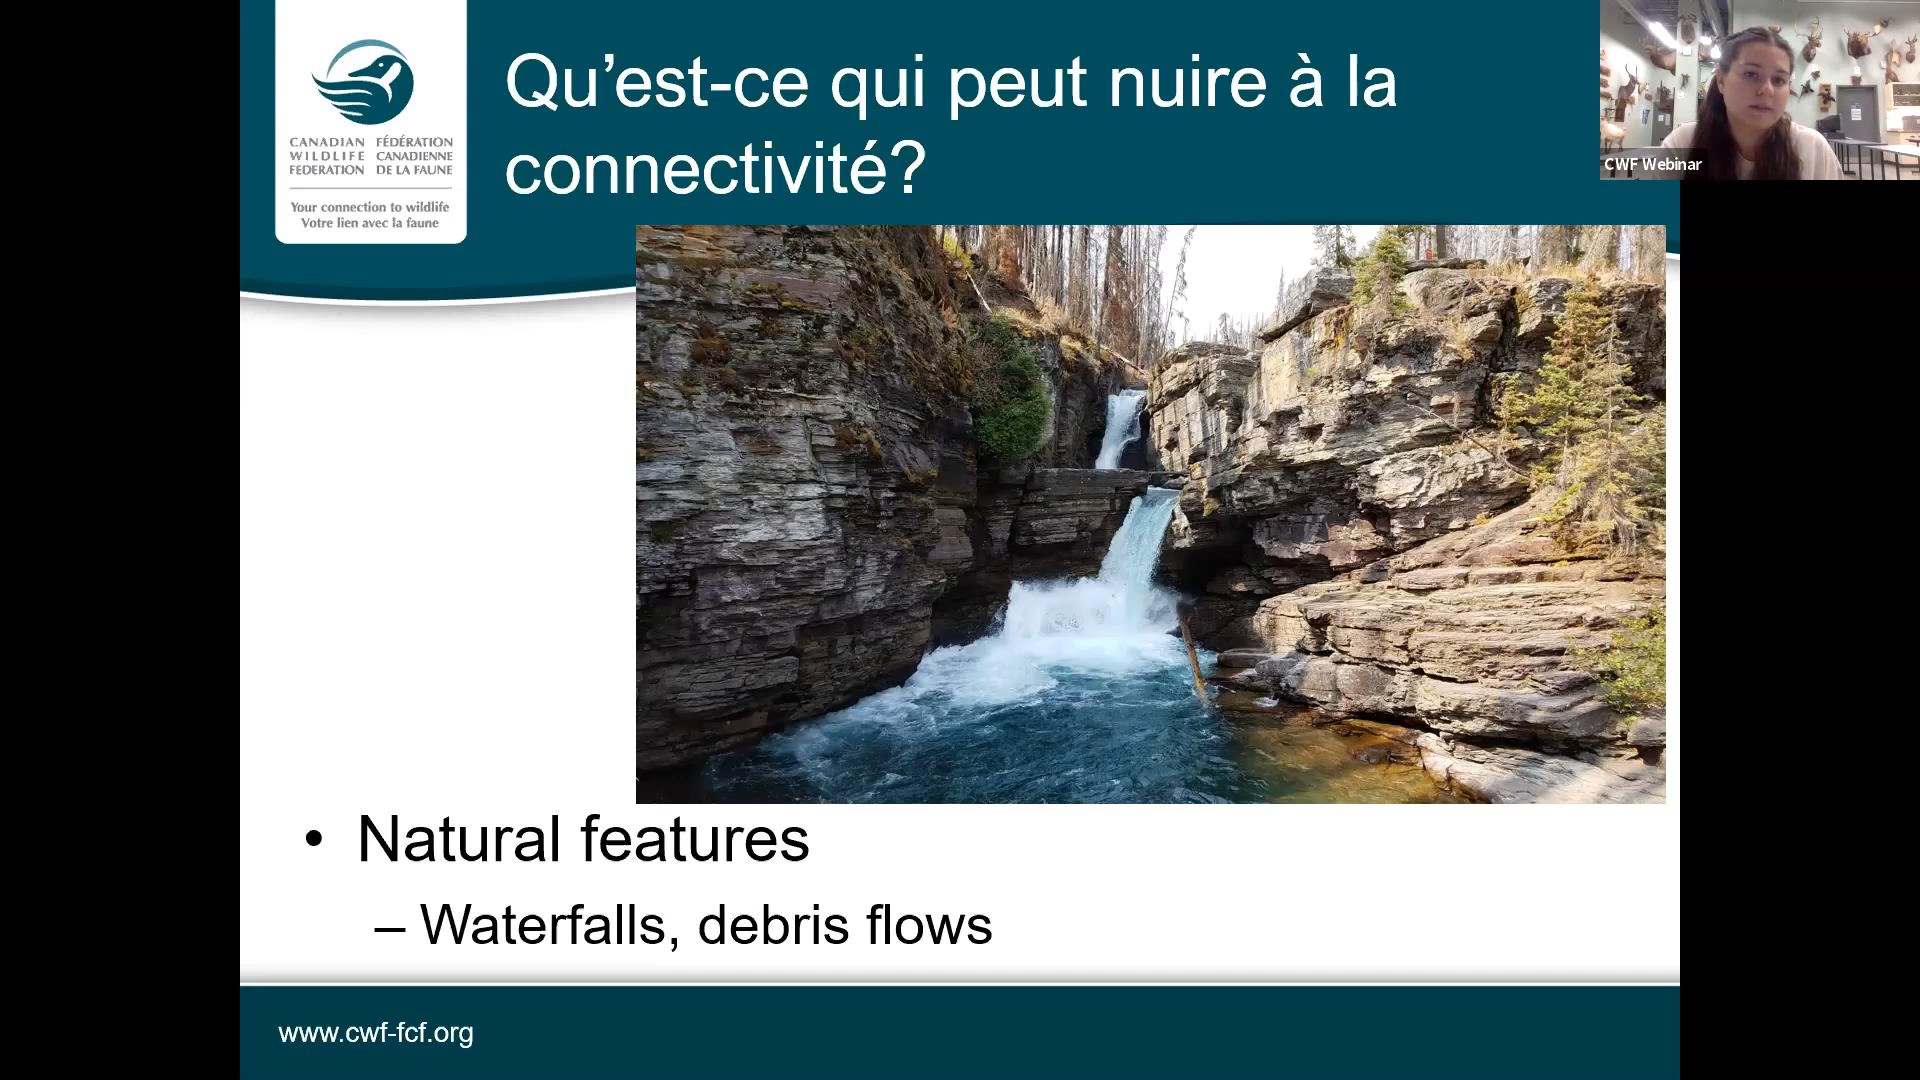 CANADIAN WILDLIFE FEDERATION
FÉDÉRATION CANADIENNE DE LA FAUNE
Your connection to wildlife
Votre lien avec la faune
Qu’est-ce qui peut nuire à la
connectivité?
CWF Webinar
• Natural features
– Waterfalls, debris flows
www.cwf-fcf.org